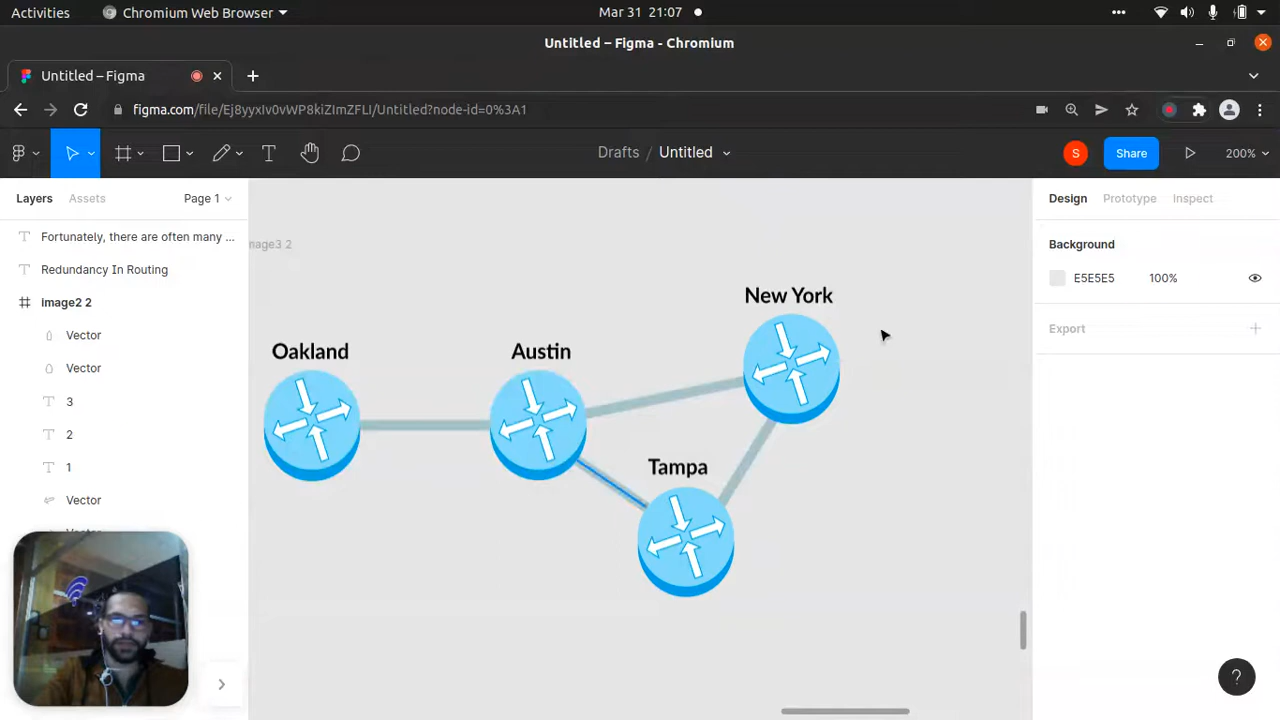 Activities
Chromium Web Browser
Mar 31 21:07
Untitled – Figma - Chromium
Untitled – Figma
figma.com/file/Ej8yyxIv0vWP8kiZImZFLI/Untitled?node-id=0%3A1
Drafts / Untitled
S
Share
200%
Layers
Assets
Page 1
Design
Prototype
Inspect
Fortunately, there are often many ...
Redundancy In Routing
image2 2
Vector
Vector
3
2
1
Vector
mage3 2
New York
Oakland
Austin
Tampa
Background
E5E5E5
100%
Export
?